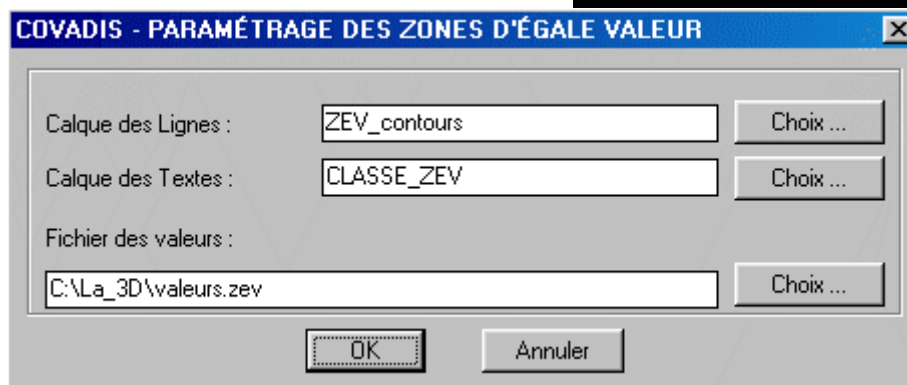 COVADIS - PARAMÉTRAGE DES ZONES D'ÉGALE VALEUR
Calque des Lignes : ZEV_contours Choix ...
Calque des Textes : CLASSE_ZEV Choix ...
Fichier des valeurs :
C:\La_3D\valeurs.zev Choix ...
OK Annuler